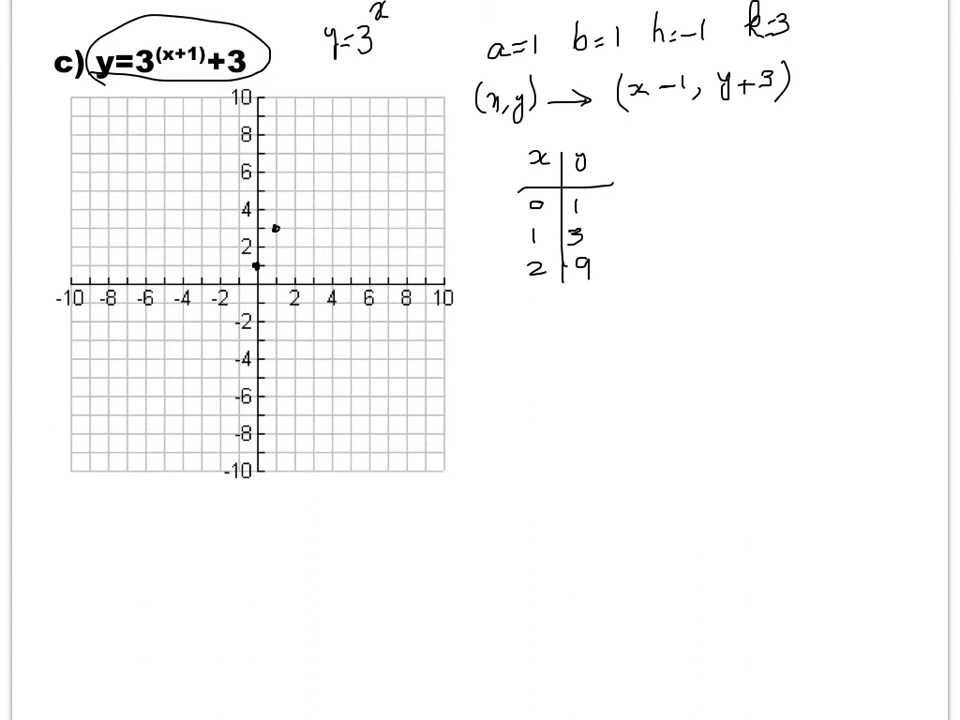 y=3^x
a=1 b=1 h=-1 k=3
c) y=3^(x+1)+3
(x,y) → (x-1, y+3)
x | y
0 | 1
1 | 3
2 | 9
10
8
6
4
2
-10 -8 -6 -4 -2 2 4 6 8 10
-2
-4
-6
-8
-10